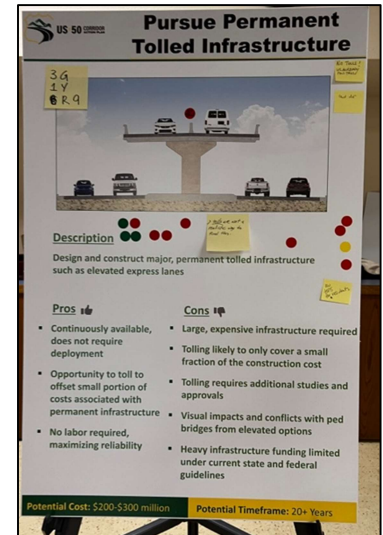 US 50 CORRIDOR
Pursue Permanent
Tolled Infrastructure
3G
1Y
R9
Description
Design and construct major, permanent tolled infrastructure
such as elevated express lanes
Pros
Continuously available,
does not require
deployment
Opportunity to toll to
offset small portion of
costs associated with
permanent infrastructure
No labor required,
maximizing reliability
Cons
Large, expensive infrastructure required
Tolling likely to only cover a small
fraction of the construction cost
Tolling requires additional studies and
approvals
Visual impacts and conflicts with ped
bridges from elevated options
Heavy infrastructure funding limited
under current state and federal
guidelines
Potential Cost: $200-$300 million
Potential Timeframe: 20+ Years